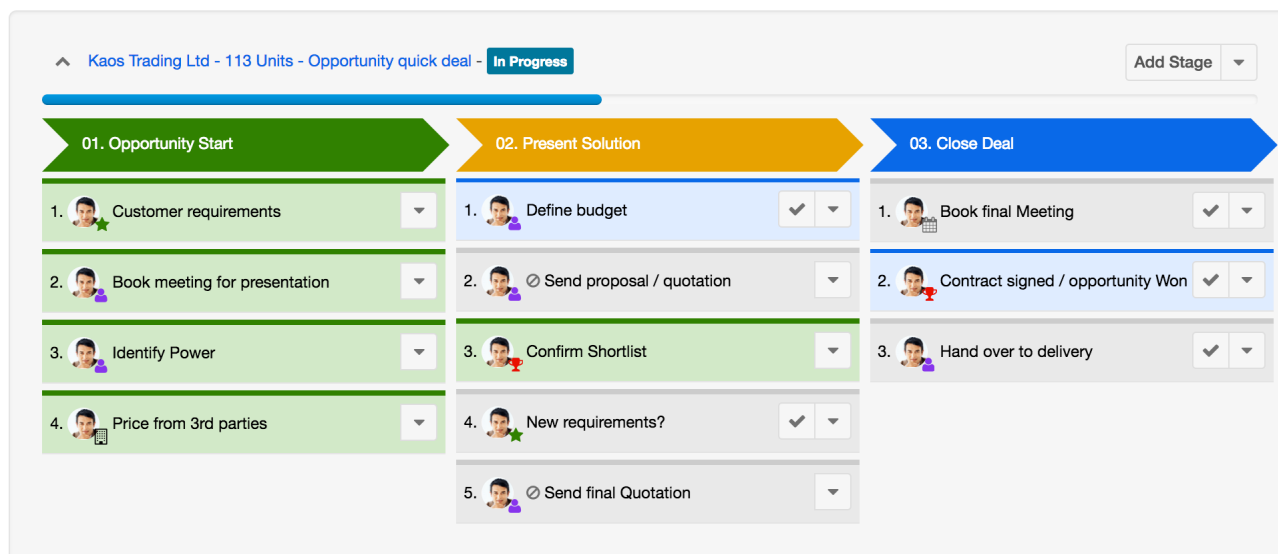 Kaos Trading Ltd - 113 Units - Opportunity quick deal - In Progress
Add Stage
01. Opportunity Start
1. Customer requirements
2. Book meeting for presentation
3. Identify Power
4. Price from 3rd parties
02. Present Solution
1. Define budget
2. Send proposal / quotation
3. Confirm Shortlist
4. New requirements?
5. Send final Quotation
03. Close Deal
1. Book final Meeting
2. Contract signed / opportunity Won
3. Hand over to delivery